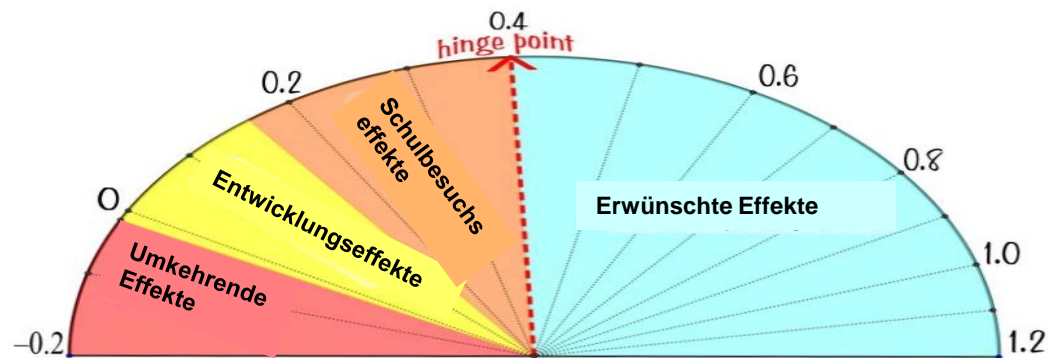 0.4
hinge point
0.2
0.6
Schulbesuchs
effekte
0.8
Entwicklungseffekte
Erwünschte Effekte
0
Umkehrende
Effekte
1.0
–0.2
1.2